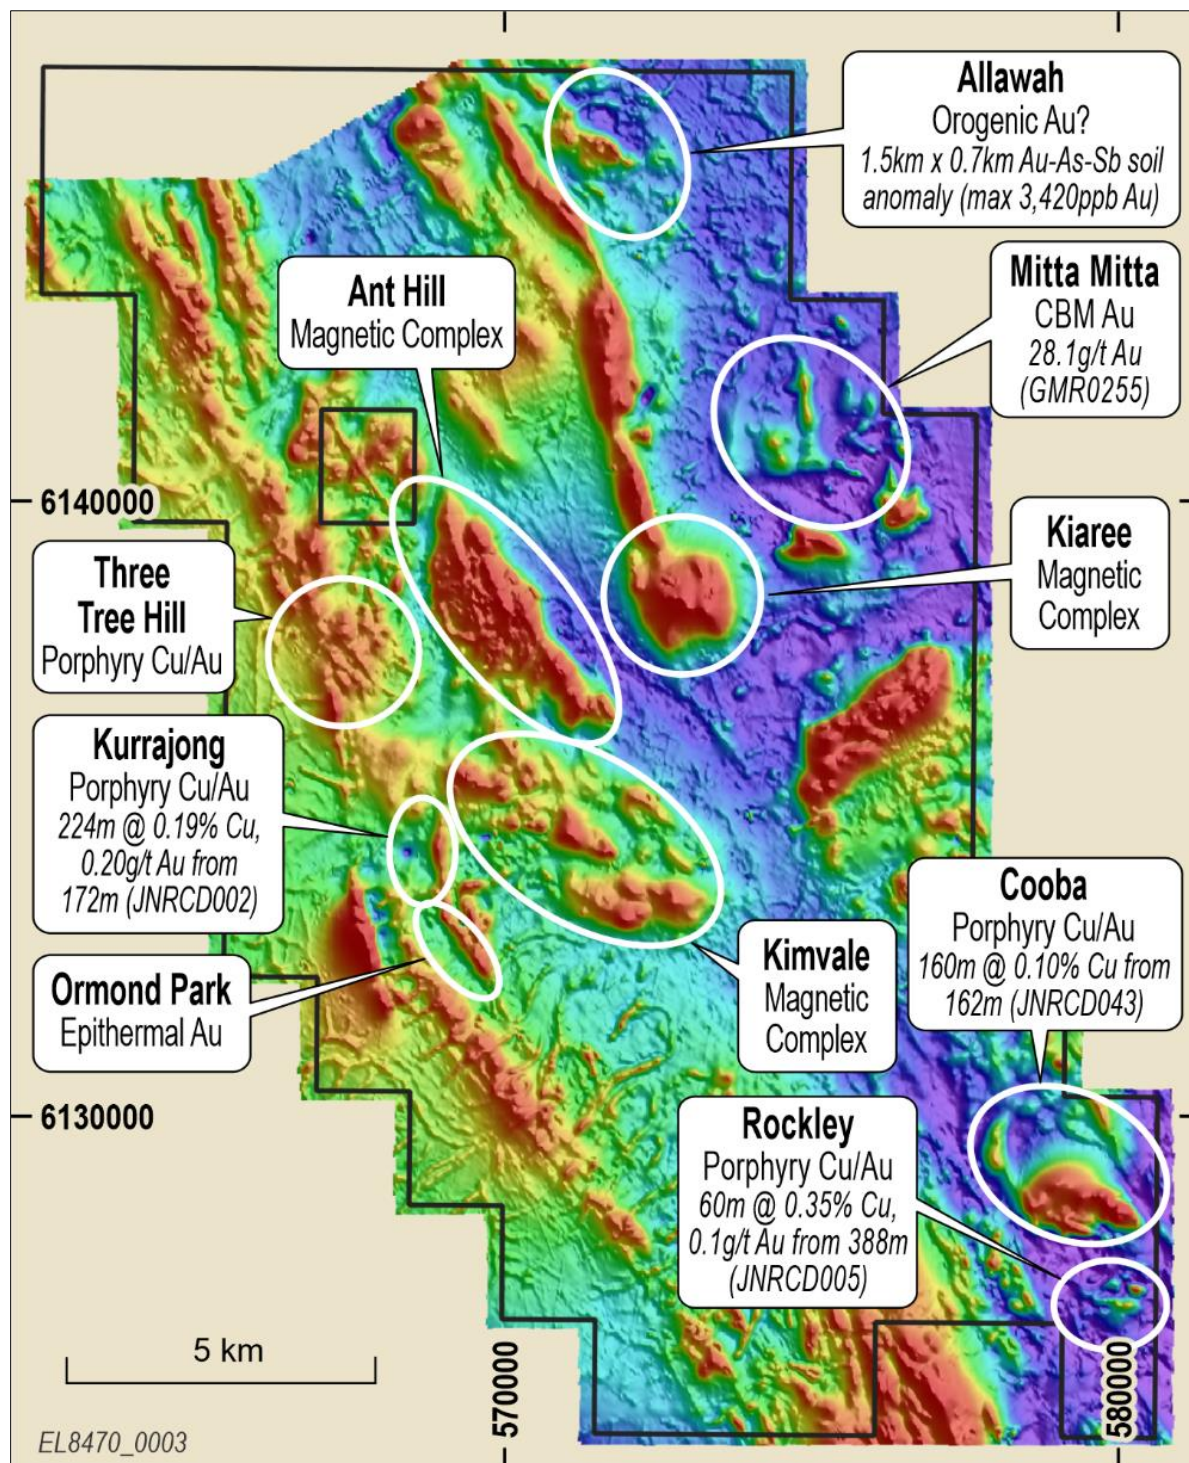 Allawah
Orogenic Au?
1.5km x 0.7km Au-As-Sb soil
anomaly (max 3,420ppb Au)
Mitta Mitta
CBM Au
28.1g/t Au
(GMR0255)
Ant Hill
Magnetic Complex
6140000
Kiaree
Magnetic
Complex
Three
Tree Hill
Porphyry Cu/Au
Kurrajong
Porphyry Cu/Au
224m @ 0.19% Cu,
0.20g/t Au from
172m (JNRCD002)
Cooba
Porphyry Cu/Au
160m @ 0.10% Cu from
162m (JNRCD043)
Kimvale
Magnetic
Complex
Ormond Park
Epithermal Au
6130000
Rockley
Porphyry Cu/Au
60m @ 0.35% Cu,
0.1g/t Au from 388m
(JNRCD005)
5 km
570000
580000
EL8470_0003